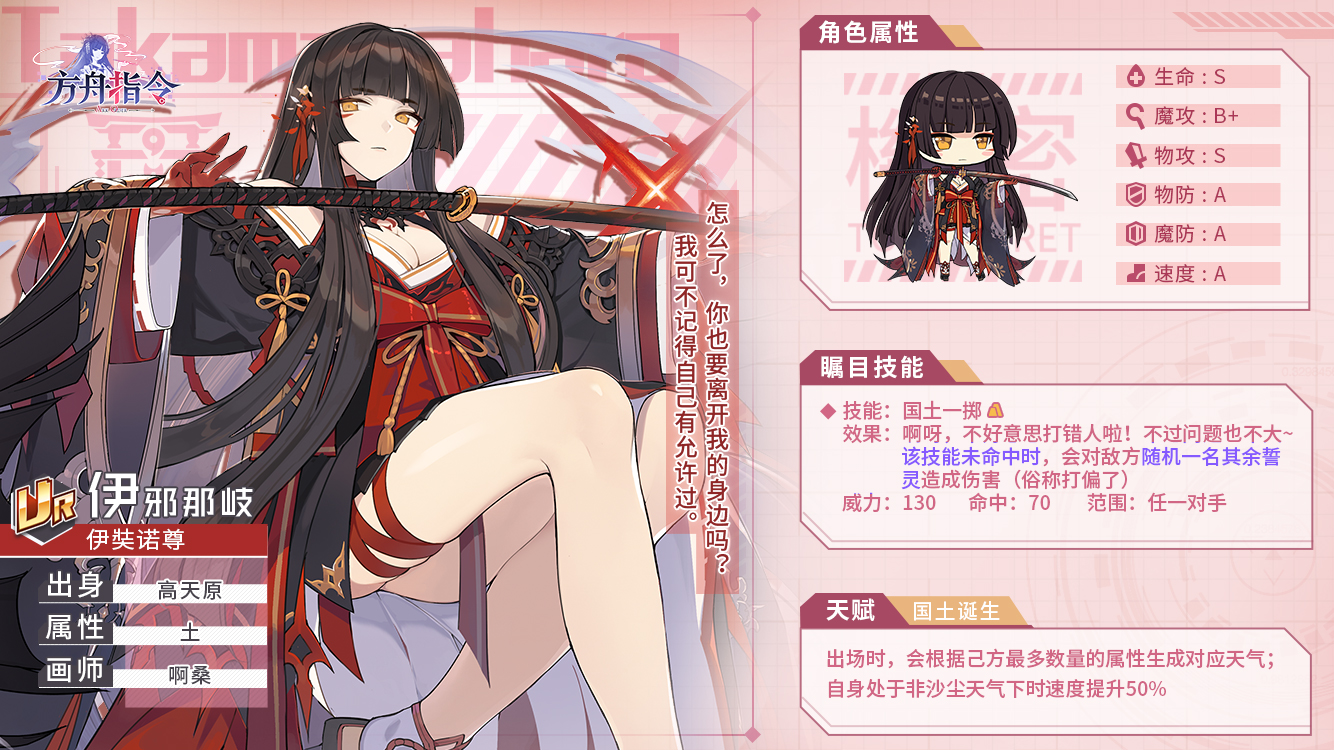 Takamagahara
方舟指令
怎么了，你也要离开我的身边吗？
我可不记得自己有允许过。
UR
伊邪那岐
伊奘诺尊
出身 高天原
属性 土
画师 啊桑
角色属性
机密
生命：S
魔攻：B+
物攻：S
物防：A
魔防：A
速度：A
瞩目技能
◆ 技能：国土一掷
效果：啊呀，不好意思打错人啦！不过问题也不大~
该技能未命中时，会对敌方随机一名其余誓
灵造成伤害（俗称打偏了）
威力：130 命中：70 范围：任一对手
天赋 国土诞生
出场时，会根据己方最多数量的属性生成对应天气；
自身处于非沙尘天气下时速度提升50%